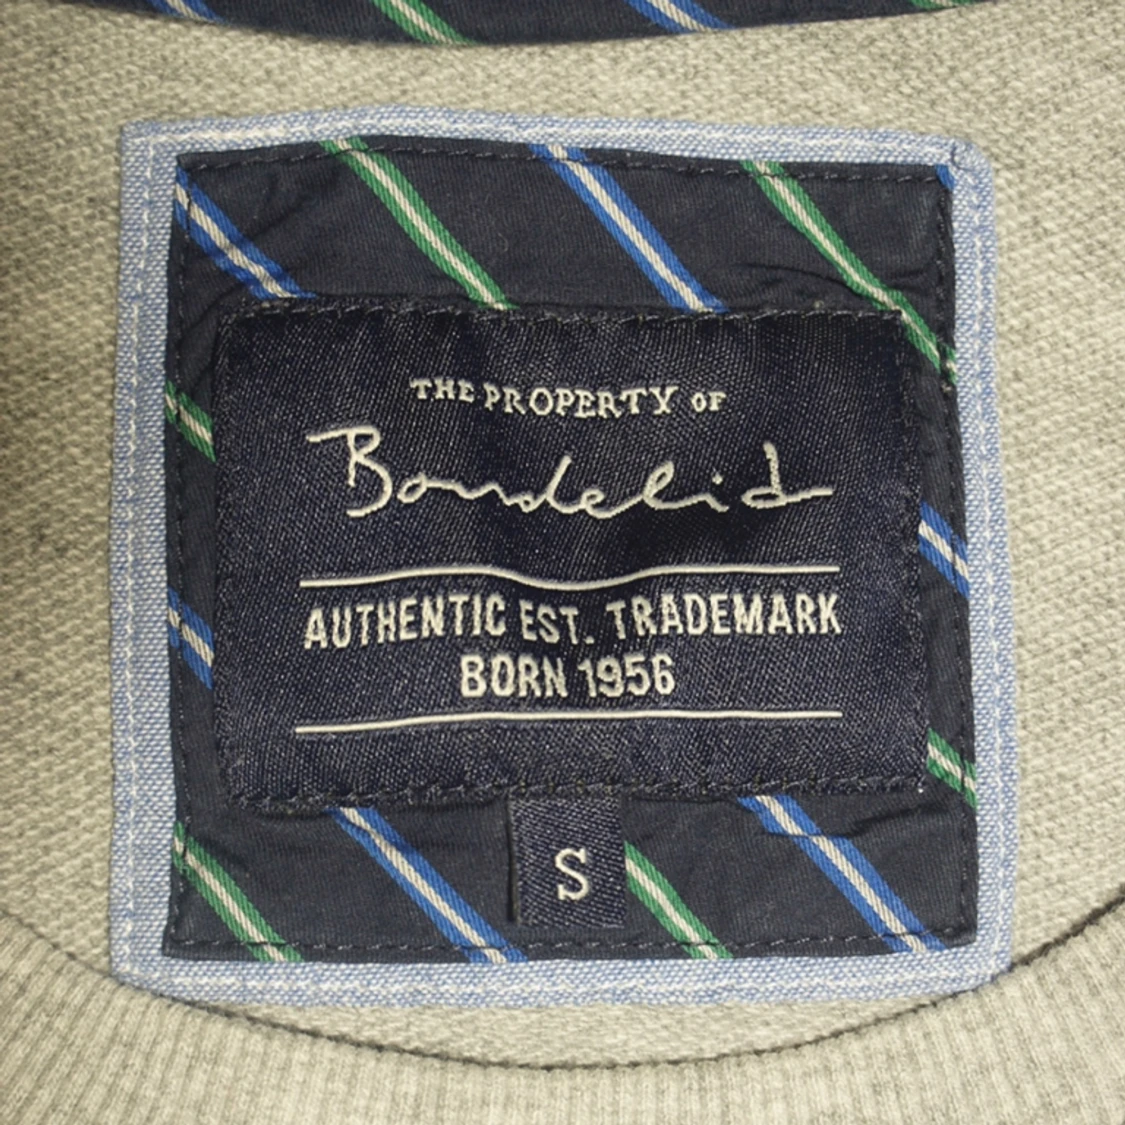 THE PROPERTY OF
Bondelid
AUTHENTIC EST. TRADEMARK
BORN 1956
S